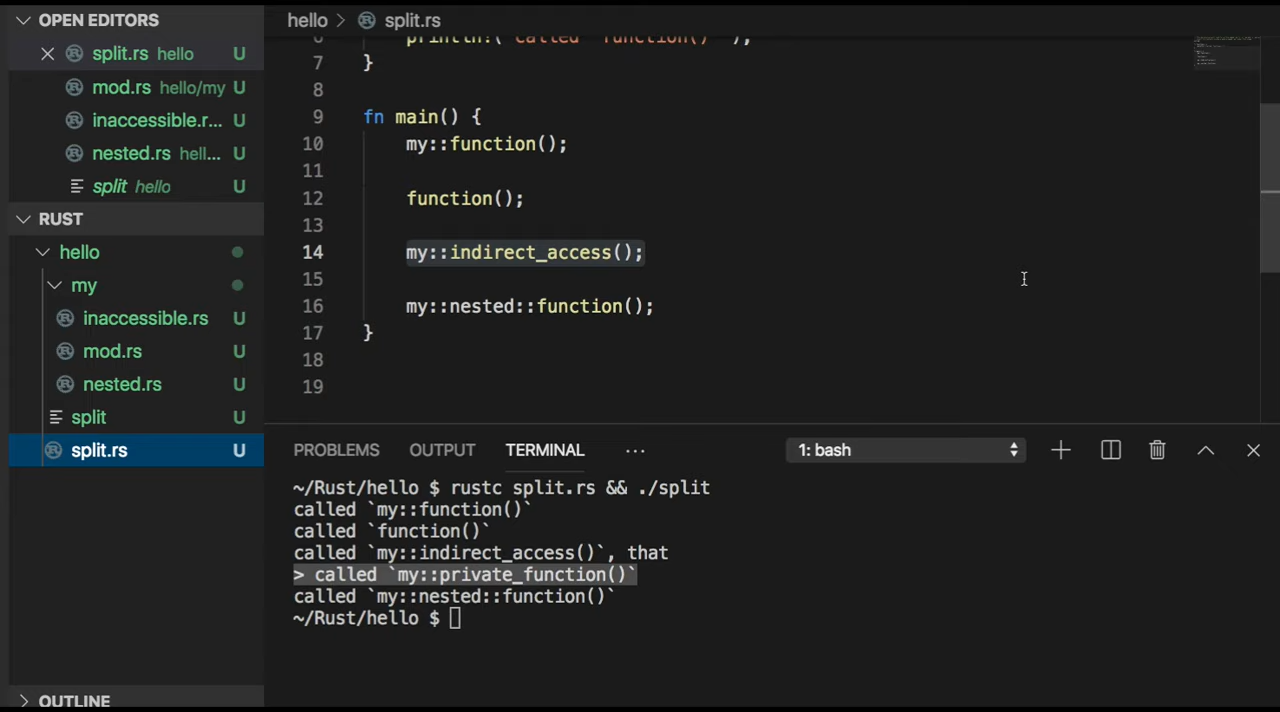 OPEN EDITORS
split.rs hello U
mod.rs hello/my U
inaccessible.r... U
nested.rs hell... U
split hello U
RUST
hello
my
inaccessible.rs U
mod.rs U
nested.rs U
split U
split.rs U
OUTLINE
hello > split.rs
6 println!("called `function()`");
7 }
8
9 fn main() {
10 my::function();
11
12 function();
13
14 my::indirect_access();
15
16 my::nested::function();
17 }
18
19
PROBLEMS OUTPUT TERMINAL ... 1: bash
~/Rust/hello $ rustc split.rs && ./split
called `my::function()`
called `function()`
called `my::indirect_access()`, that
> called `my::private_function()`
called `my::nested::function()`
~/Rust/hello $